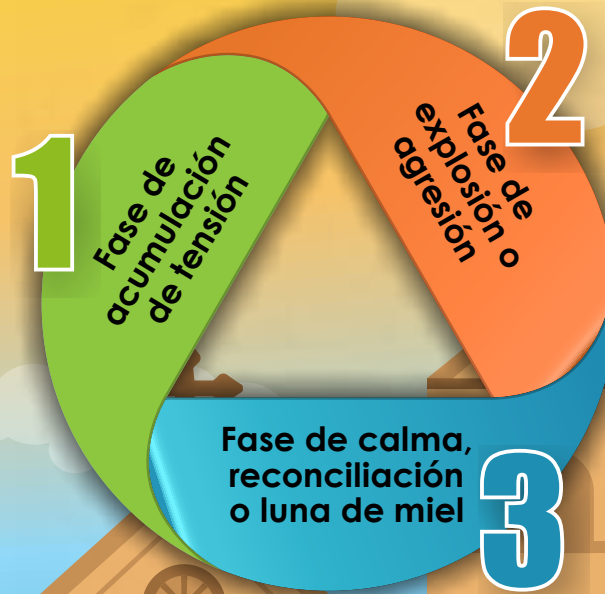 1
Fase de
acumulación
de tensión
2
Fase de
explosión o
agresión
Fase de calma,
reconciliación
o luna de miel
3